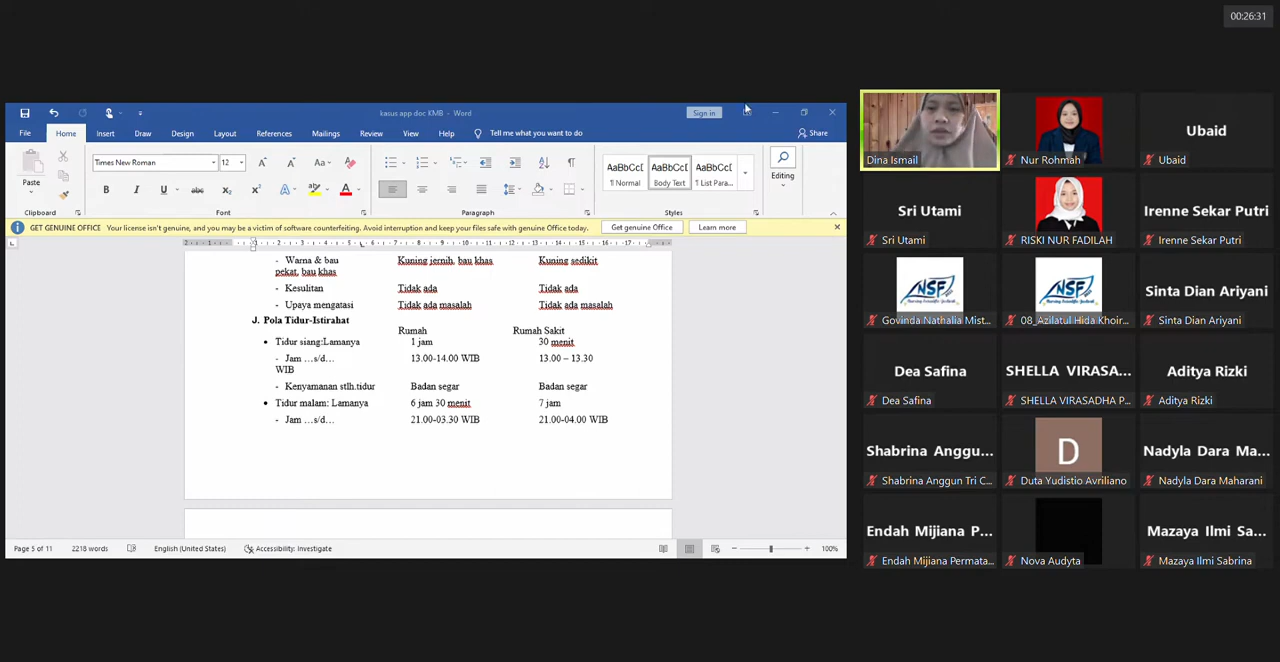 00:26:31
kasus app doc KMB - Word
Sign in
File Home Insert Draw Design Layout References Mailings Review View Help Tell me what you want to do Share
Paste
Times New Roman 12
Aa
B I U abc x₂ x² A A
AaBbCcI AaBbCcI AaBbCcI
¶ Normal Body Text ¶ List Para...
Editing
Clipboard Font Paragraph Styles
GET GENUINE OFFICE Your license isn't genuine, and you may be a victim of software counterfeiting. Avoid interruption and keep your files safe with genuine Office today. Get genuine Office Learn more
- Warna & bau Kuning jernih, bau khas Kuning sedikit
pekat, bau khas
- Kesulitan Tidak ada Tidak ada
- Upaya mengatasi Tidak ada masalah Tidak ada masalah
J. Pola Tidur-Istirahat
Rumah Rumah Sakit
• Tidur siang:Lamanya 1 jam 30 menit
- Jam …s/d… 13.00-14.00 WIB 13.00 – 13.30
WIB
- Kenyamanan stlh.tidur Badan segar Badan segar
• Tidur malam: Lamanya 6 jam 30 menit 7 jam
- Jam …s/d… 21.00-03.30 WIB 21.00-04.00 WIB
Page 5 of 11 2218 words English (United States) Accessibility: Investigate 100%
Dina Ismail
Nur Rohmah
Ubaid
Ubaid
Sri Utami
Sri Utami
RISKI NUR FADILAH
Irenne Sekar Putri
Irenne Sekar Putri
NSF
Govinda Nathalia Mist...
NSF
08_Azilatul Hida Khoir...
Sinta Dian Ariyani
Sinta Dian Ariyani
Dea Safina
Dea Safina
SHELLA VIRASA...
SHELLA VIRASADHA P...
Aditya Rizki
Aditya Rizki
Shabrina Anggu...
Shabrina Anggun Tri C...
D
Duta Yudistio Avriliano
Nadyla Dara Ma...
Nadyla Dara Maharani
Endah Mijiana P...
Endah Mijiana Permata...
Nova Audyta
Mazaya Ilmi Sa...
Mazaya Ilmi Sabrina